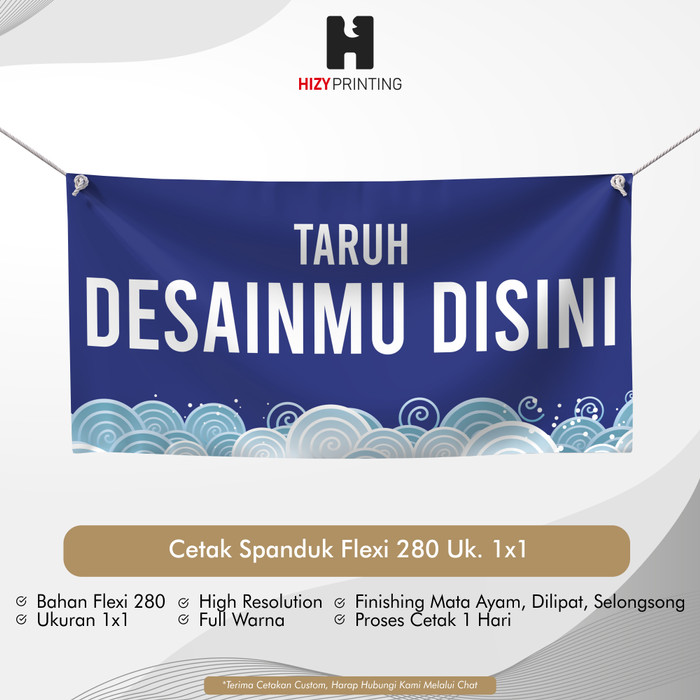 HIZYPRINTING
TARUH
DESAINMU DISINI
Cetak Spanduk Flexi 280 Uk. 1x1
Bahan Flexi 280
Ukuran 1x1
High Resolution
Full Warna
Finishing Mata Ayam, Dilipat, Selongsong
Proses Cetak 1 Hari
*Terima Cetakan Custom, Harap Hubungi Kami Melalui Chat